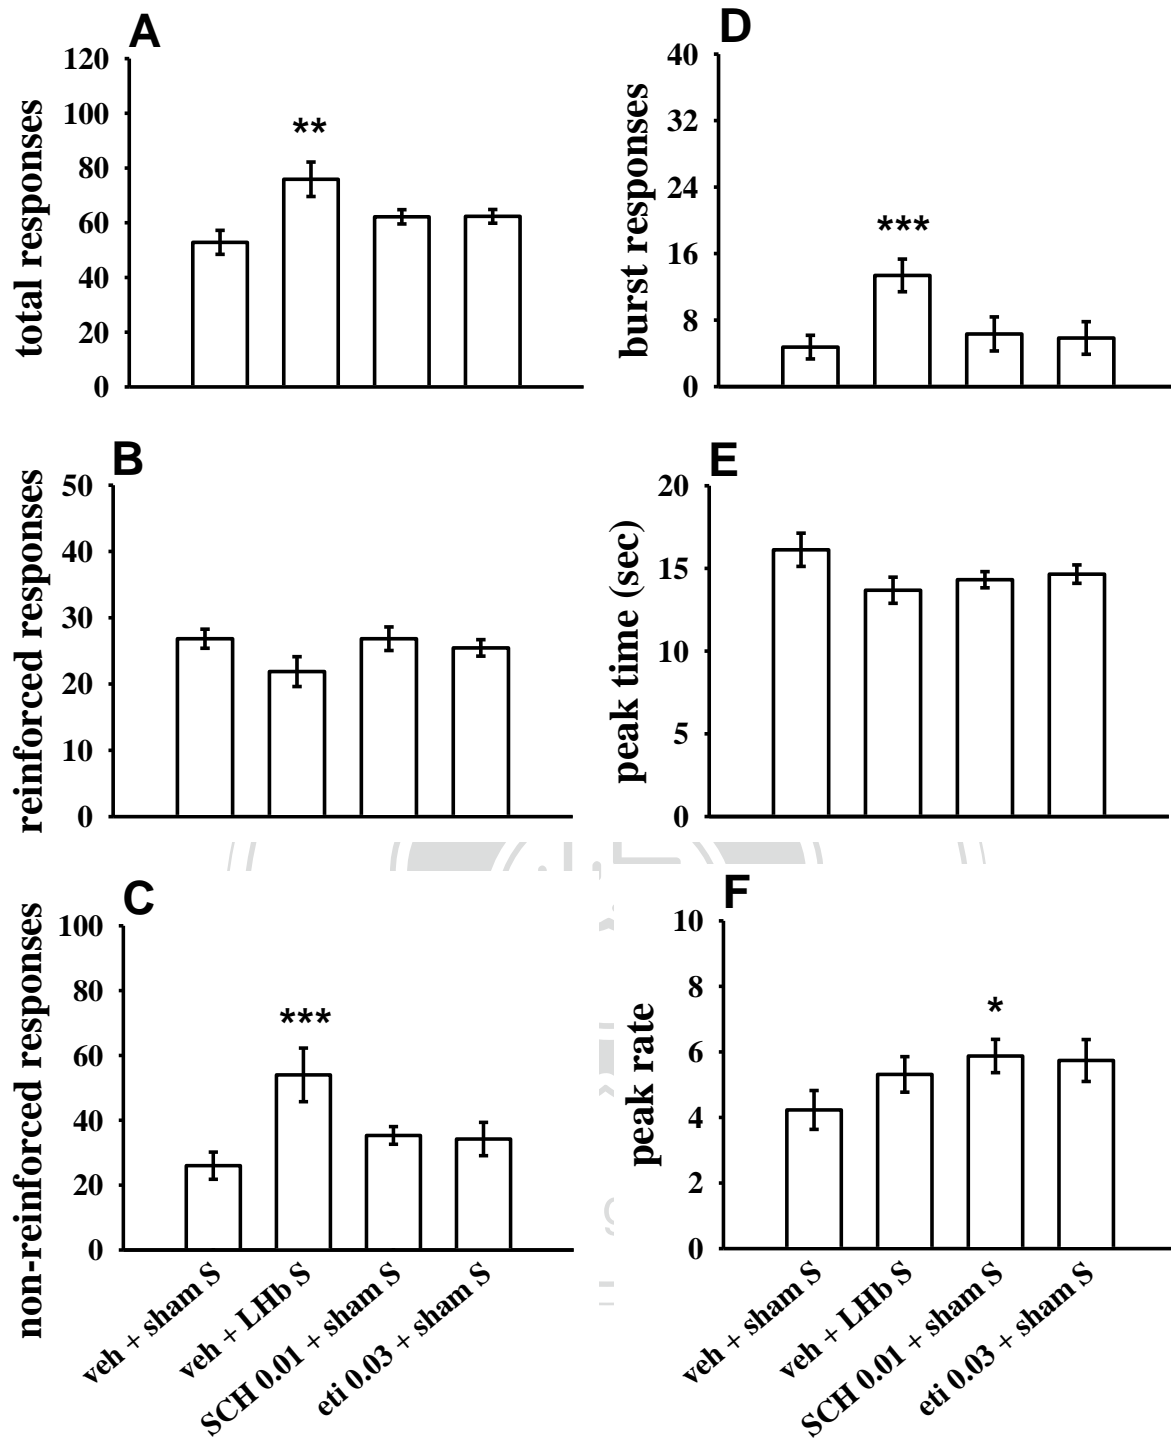 A
total responses
120
100
80
60
40
20
0
**
D
burst responses
40
32
24
16
8
0
***
B
reinforced responses
50
40
30
20
10
0
E
peak time (sec)
20
15
10
5
0
C
non-reinforced responses
100
80
60
40
20
0
***
veh + sham S
veh + LHb S
SCH 0.01 + sham S
eti 0.03 + sham S
F
peak rate
10
8
6
4
2
0
*
veh + sham S
veh + LHb S
SCH 0.01 + sham S
eti 0.03 + sham S